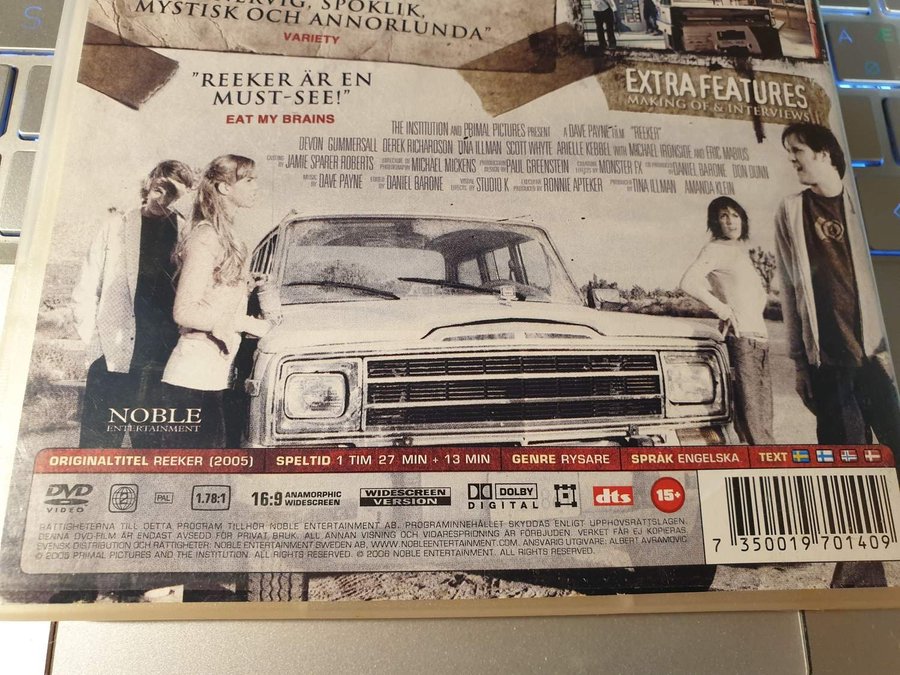 SPÖKLIK,
MYSTISK OCH ANNORLUNDA"
VARIETY
"REEKER ÄR EN
MUST-SEE!"
EAT MY BRAINS
EXTRA FEATURES
MAKING OF & INTERVIEWS
THE INSTITUTION AND PRIMAL PICTURES PRESENT A DAVE PAYNE FILM "REEKER"
DEVON GUMMERSALL DEREK RICHARDSON TINA ILLMAN SCOTT WHYTE ARIELLE KEBBEL WITH MICHAEL IRONSIDE AND ERIC MABIUS
CASTING BY JAMIE SPARER ROBERTS DIRECTOR OF PHOTOGRAPHY MICHAEL MICKENS PRODUCTION DESIGN BY PAUL GREENSTEIN CREATURE EFFECTS BY MONSTER FX CO-PRODUCERS DANIEL BARONE DON DUNN
MUSIC BY DAVE PAYNE EDITED BY DANIEL BARONE VISUAL EFFECTS BY STUDIO K EXECUTIVE PRODUCER RONNIE APTEKER PRODUCED BY TINA ILLMAN AMANDA KLEIN
NOBLE
ENTERTAINMENT
ORIGINALTITEL REEKER (2005) SPELTID 1 TIM 27 MIN + 13 MIN GENRE RYSARE SPRÅK ENGELSKA TEXT
DVD VIDEO 2 PAL 1.78:1 16:9 ANAMORPHIC WIDESCREEN WIDESCREEN VERSION DOLBY DIGITAL dts 15+
RÄTTIGHETERNA TILL DETTA PROGRAM TILLHÖR NOBLE ENTERTAINMENT AB. PROGRAMINNEHÅLLET SKYDDAS ENLIGT UPPHOVSRÄTTSLAGEN.
DENNA DVD-FILM ÄR ENDAST AVSEDD FÖR PRIVAT BRUK. ALL ANNAN VISNING OCH VIDARESPRIDNING ÄR FÖRBJUDEN. VERKET FÅR EJ KOPIERAS.
SVENSK DISTRIBUTION OCH RÄTTIGHETER: NOBLE ENTERTAINMENT SWEDEN AB, WWW.NOBLEENTERTAINMENT.COM. ANSVARIG UTGIVARE: ALBERT AVRAMOVIC.
© 2005 PRIMAL PICTURES AND THE INSTITUTION. ALL RIGHTS RESERVED. © 2006 NOBLE ENTERTAINMENT. ALL RIGHTS RESERVED.
7 350019 701409